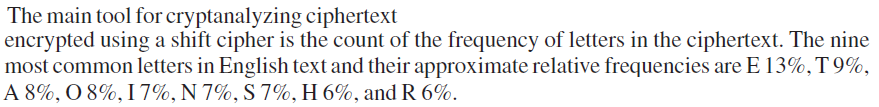 The main tool for cryptanalyzing ciphertext
encrypted using a shift cipher is the count of the frequency of letters in the ciphertext. The nine
most common letters in English text and their approximate relative frequencies are E 13%, T 9%,
A 8%, O 8%, I 7%, N 7%, S 7%, H 6%, and R 6%.